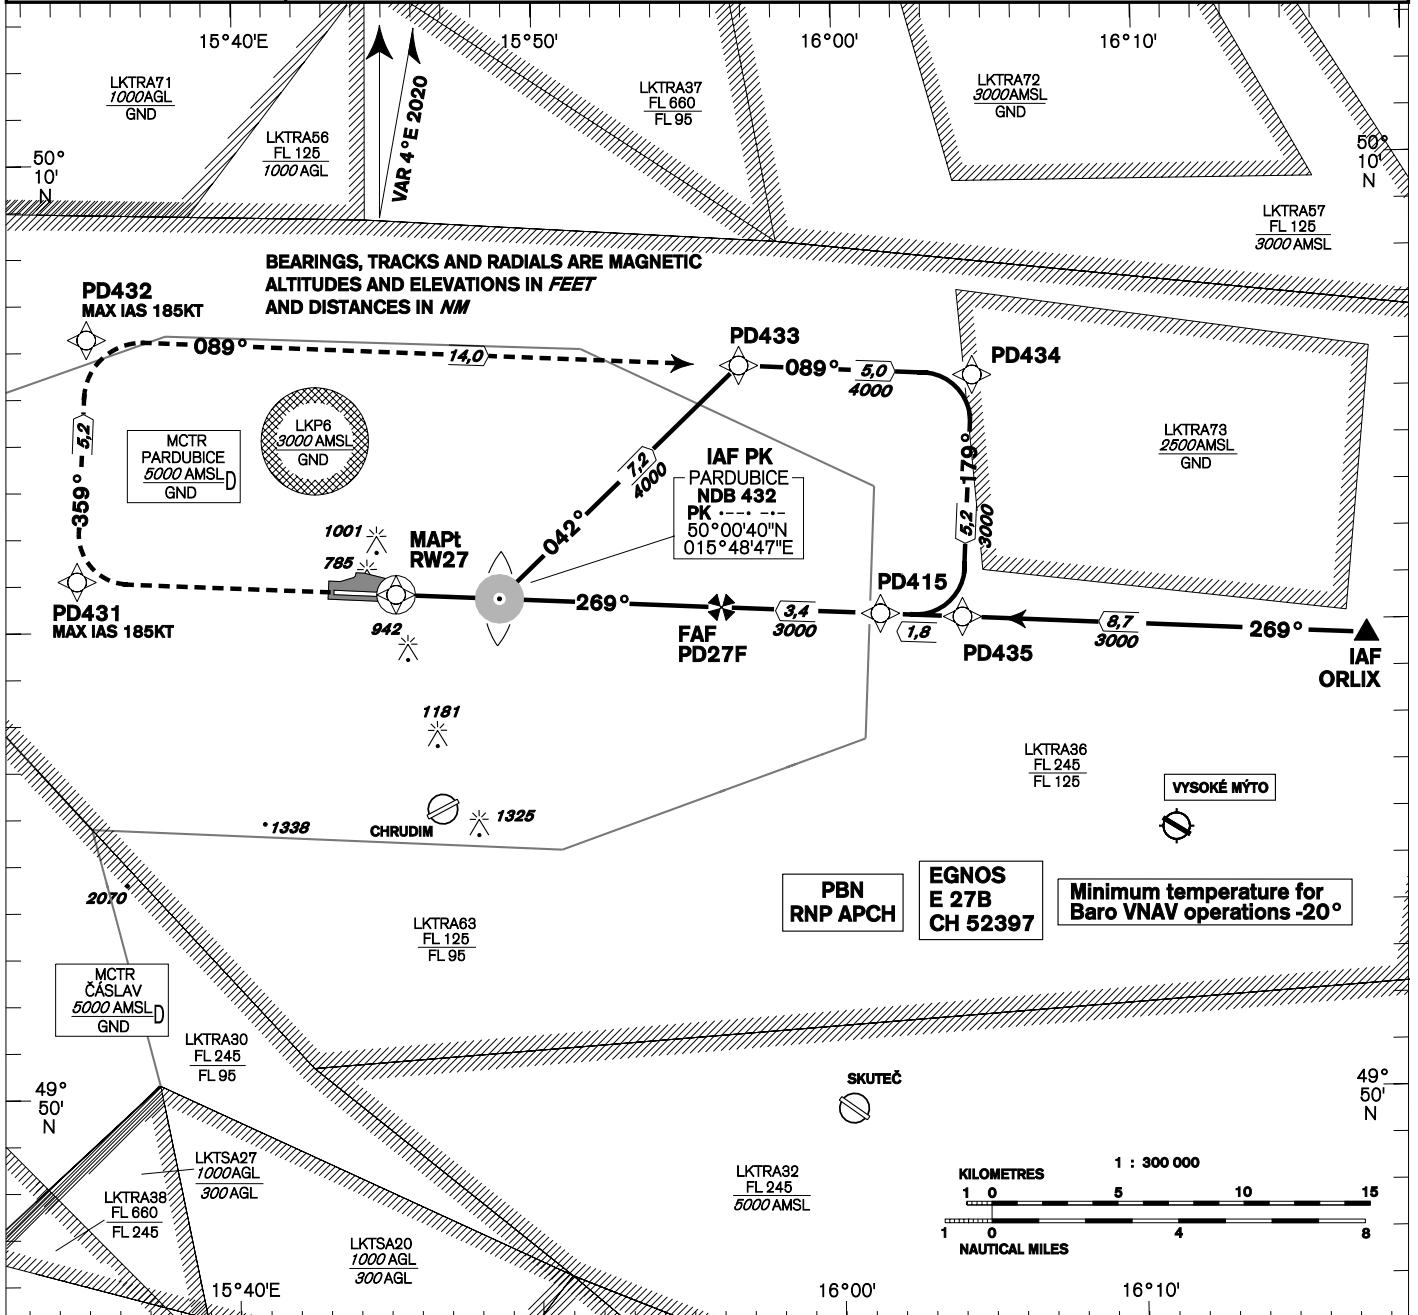 15°40'E
15°50'
16°00'
16°10'
LKTRA71
1000AGL
GND
LKTRA56
FL 125
1000 AGL
VAR 4°E 2020
LKTRA37
FL 660
FL 95
LKTRA72
3000AMSL
GND
50°
10'
N
50°
10'
N
LKTRA57
FL 125
3000 AMSL
BEARINGS, TRACKS AND RADIALS ARE MAGNETIC
ALTITUDES AND ELEVATIONS IN FEET
AND DISTANCES IN NM
PD432
MAX IAS 185KT
089°
14,0
PD433
089°
5,0
4000
PD434
5,2
359°
MCTR
PARDUBICE
5000 AMSL
GND
D
LKP6
3000 AMSL
GND
7,2
4000
042°
IAF PK
PARDUBICE
NDB 432
PK ·--· -·-
50°00'40"N
015°48'47"E
179°
5,2
3000
LKTRA73
2500AMSL
GND
1001
785
MAPt
RW27
PD431
MAX IAS 185KT
942
269°
FAF
PD27F
3,4
3000
PD415
1,8
PD435
8,7
3000
269°
IAF
ORLIX
1181
LKTRA36
FL 245
FL 125
VYSOKÉ MÝTO
1338
CHRUDIM
1325
2070
LKTRA63
FL 125
FL 95
PBN
RNP APCH
EGNOS
E 27B
CH 52397
Minimum temperature for
Baro VNAV operations -20°
MCTR
ČÁSLAV
5000 AMSL
GND
D
LKTRA30
FL 245
FL 95
49°
50'
N
49°
50'
N
SKUTEČ
LKTSA27
1000AGL
300 AGL
LKTRA38
FL 660
FL 245
LKTSA20
1000 AGL
300 AGL
LKTRA32
FL 245
5000 AMSL
1 : 300 000
KILOMETRES
1 0 5 10 15
1 0 4 8
NAUTICAL MILES
15°40'E
16°00'
16°10'